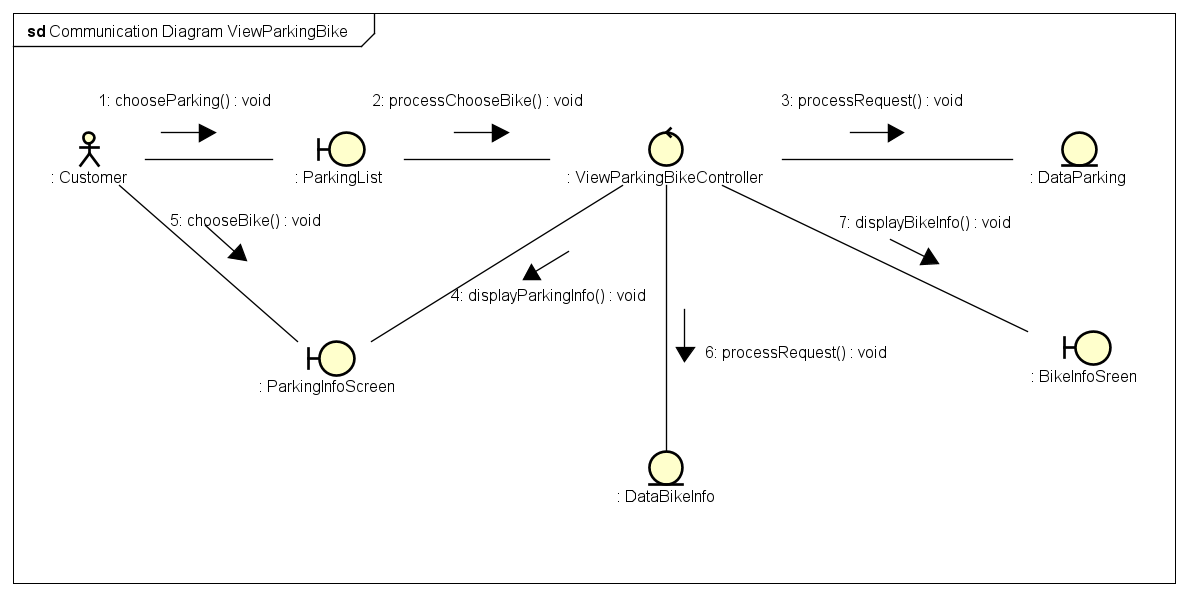 sd Communication Diagram ViewParkingBike
1: chooseParking() : void
2: processChooseBike() : void
3: processRequest() : void
: Customer
: ParkingList
: ViewParkingBikeController
: DataParking
5: chooseBike() : void
7: displayBikeInfo() : void
4: displayParkingInfo() : void
6: processRequest() : void
: ParkingInfoScreen
: BikeInfoSreen
: DataBikeInfo